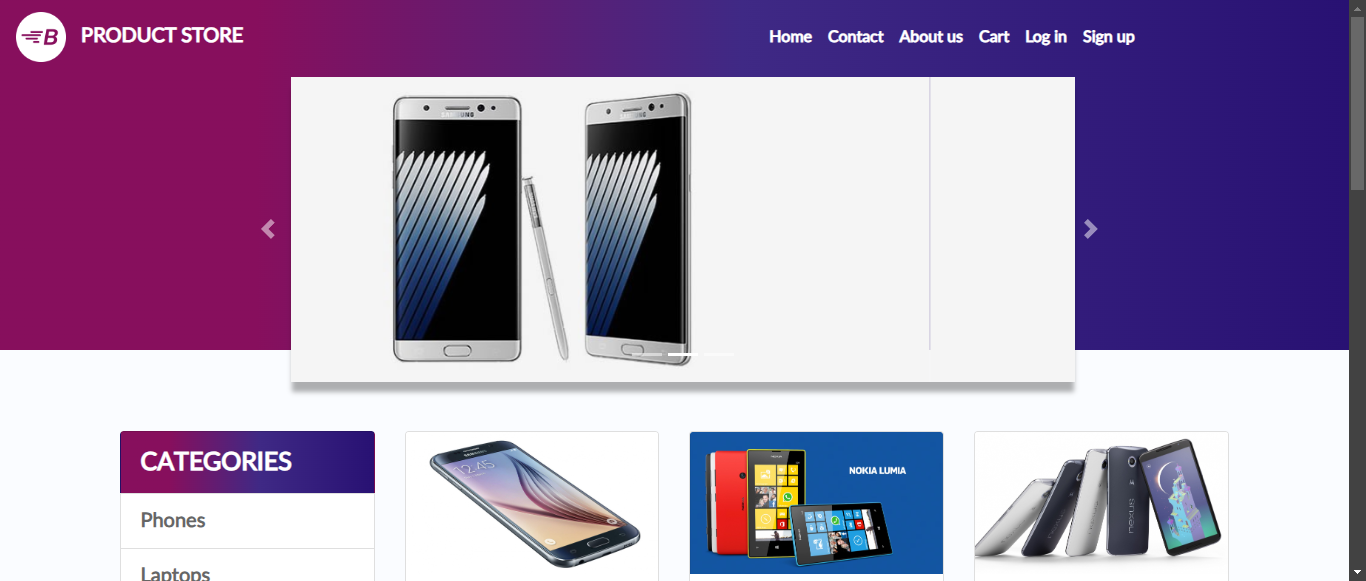 B PRODUCT STORE
Home Contact About us Cart Log in Sign up
SAMSUNG
CATEGORIES
Phones
Laptops
SAMSUNG
12:45
NOKIA LUMIA
nexus